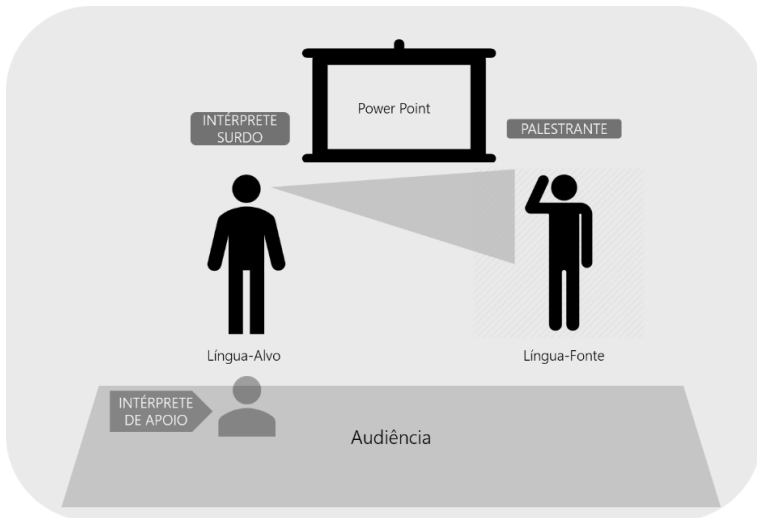 Power Point
INTÉRPRETE
SURDO
PALESTRANTE
Língua-Alvo
Língua-Fonte
INTÉRPRETE
DE APOIO
Audiência